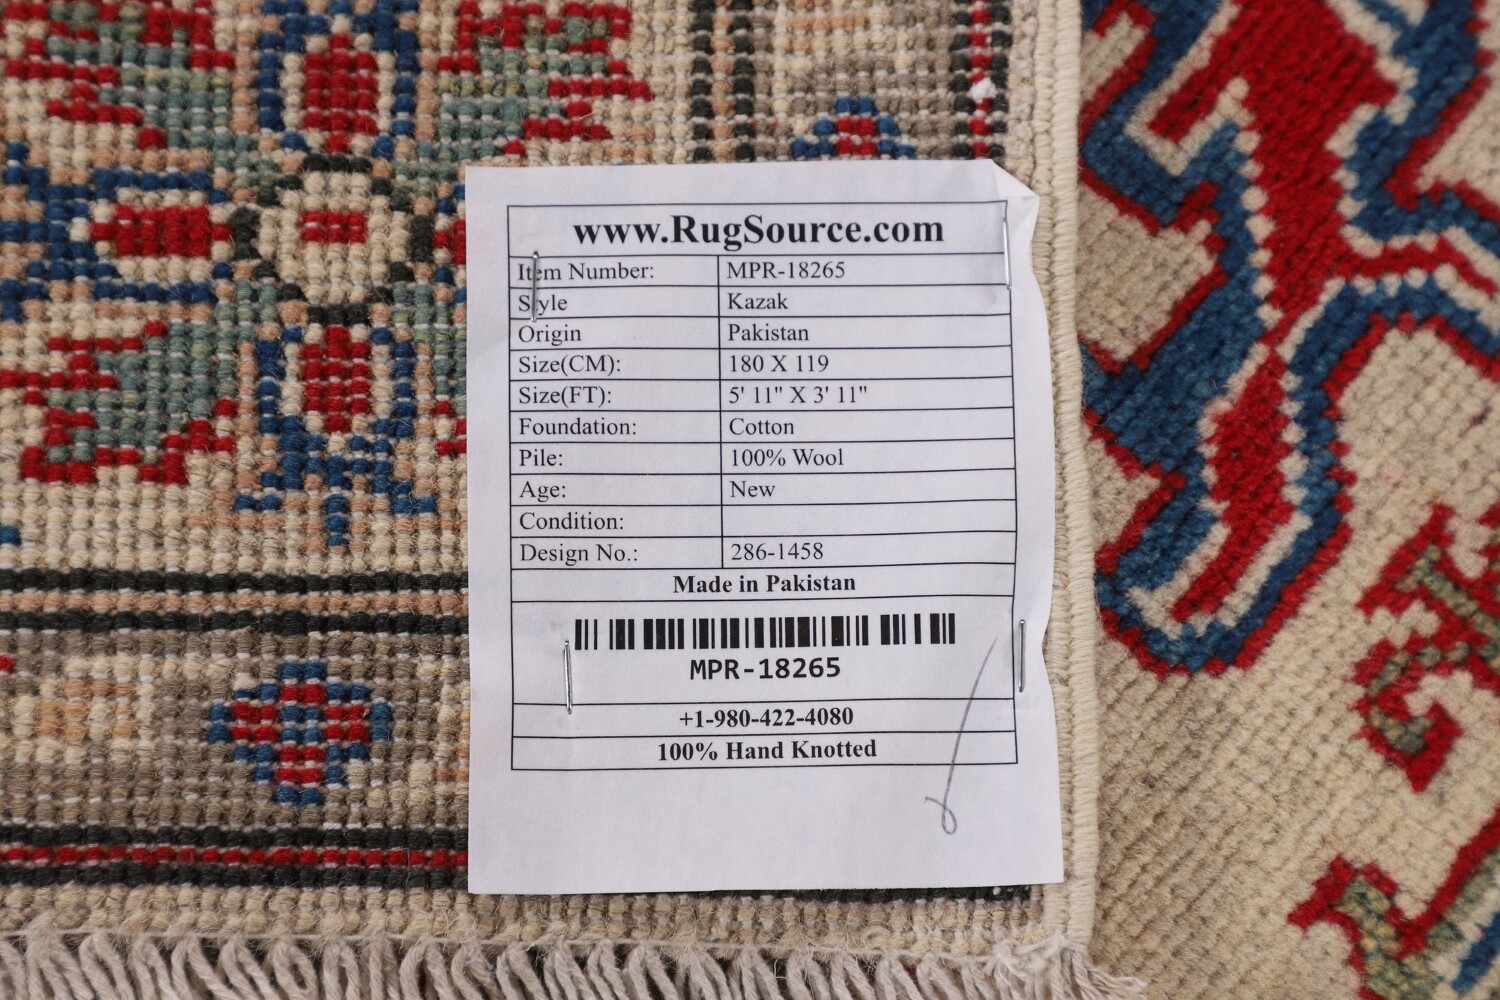 www.RugSource.com
Item Number: MPR-18265
Style Kazak
Origin Pakistan
Size(CM): 180 X 119
Size(FT): 5' 11" X 3' 11"
Foundation: Cotton
Pile: 100% Wool
Age: New
Condition:
Design No.: 286-1458
Made in Pakistan
MPR-18265
+1-980-422-4080
100% Hand Knotted